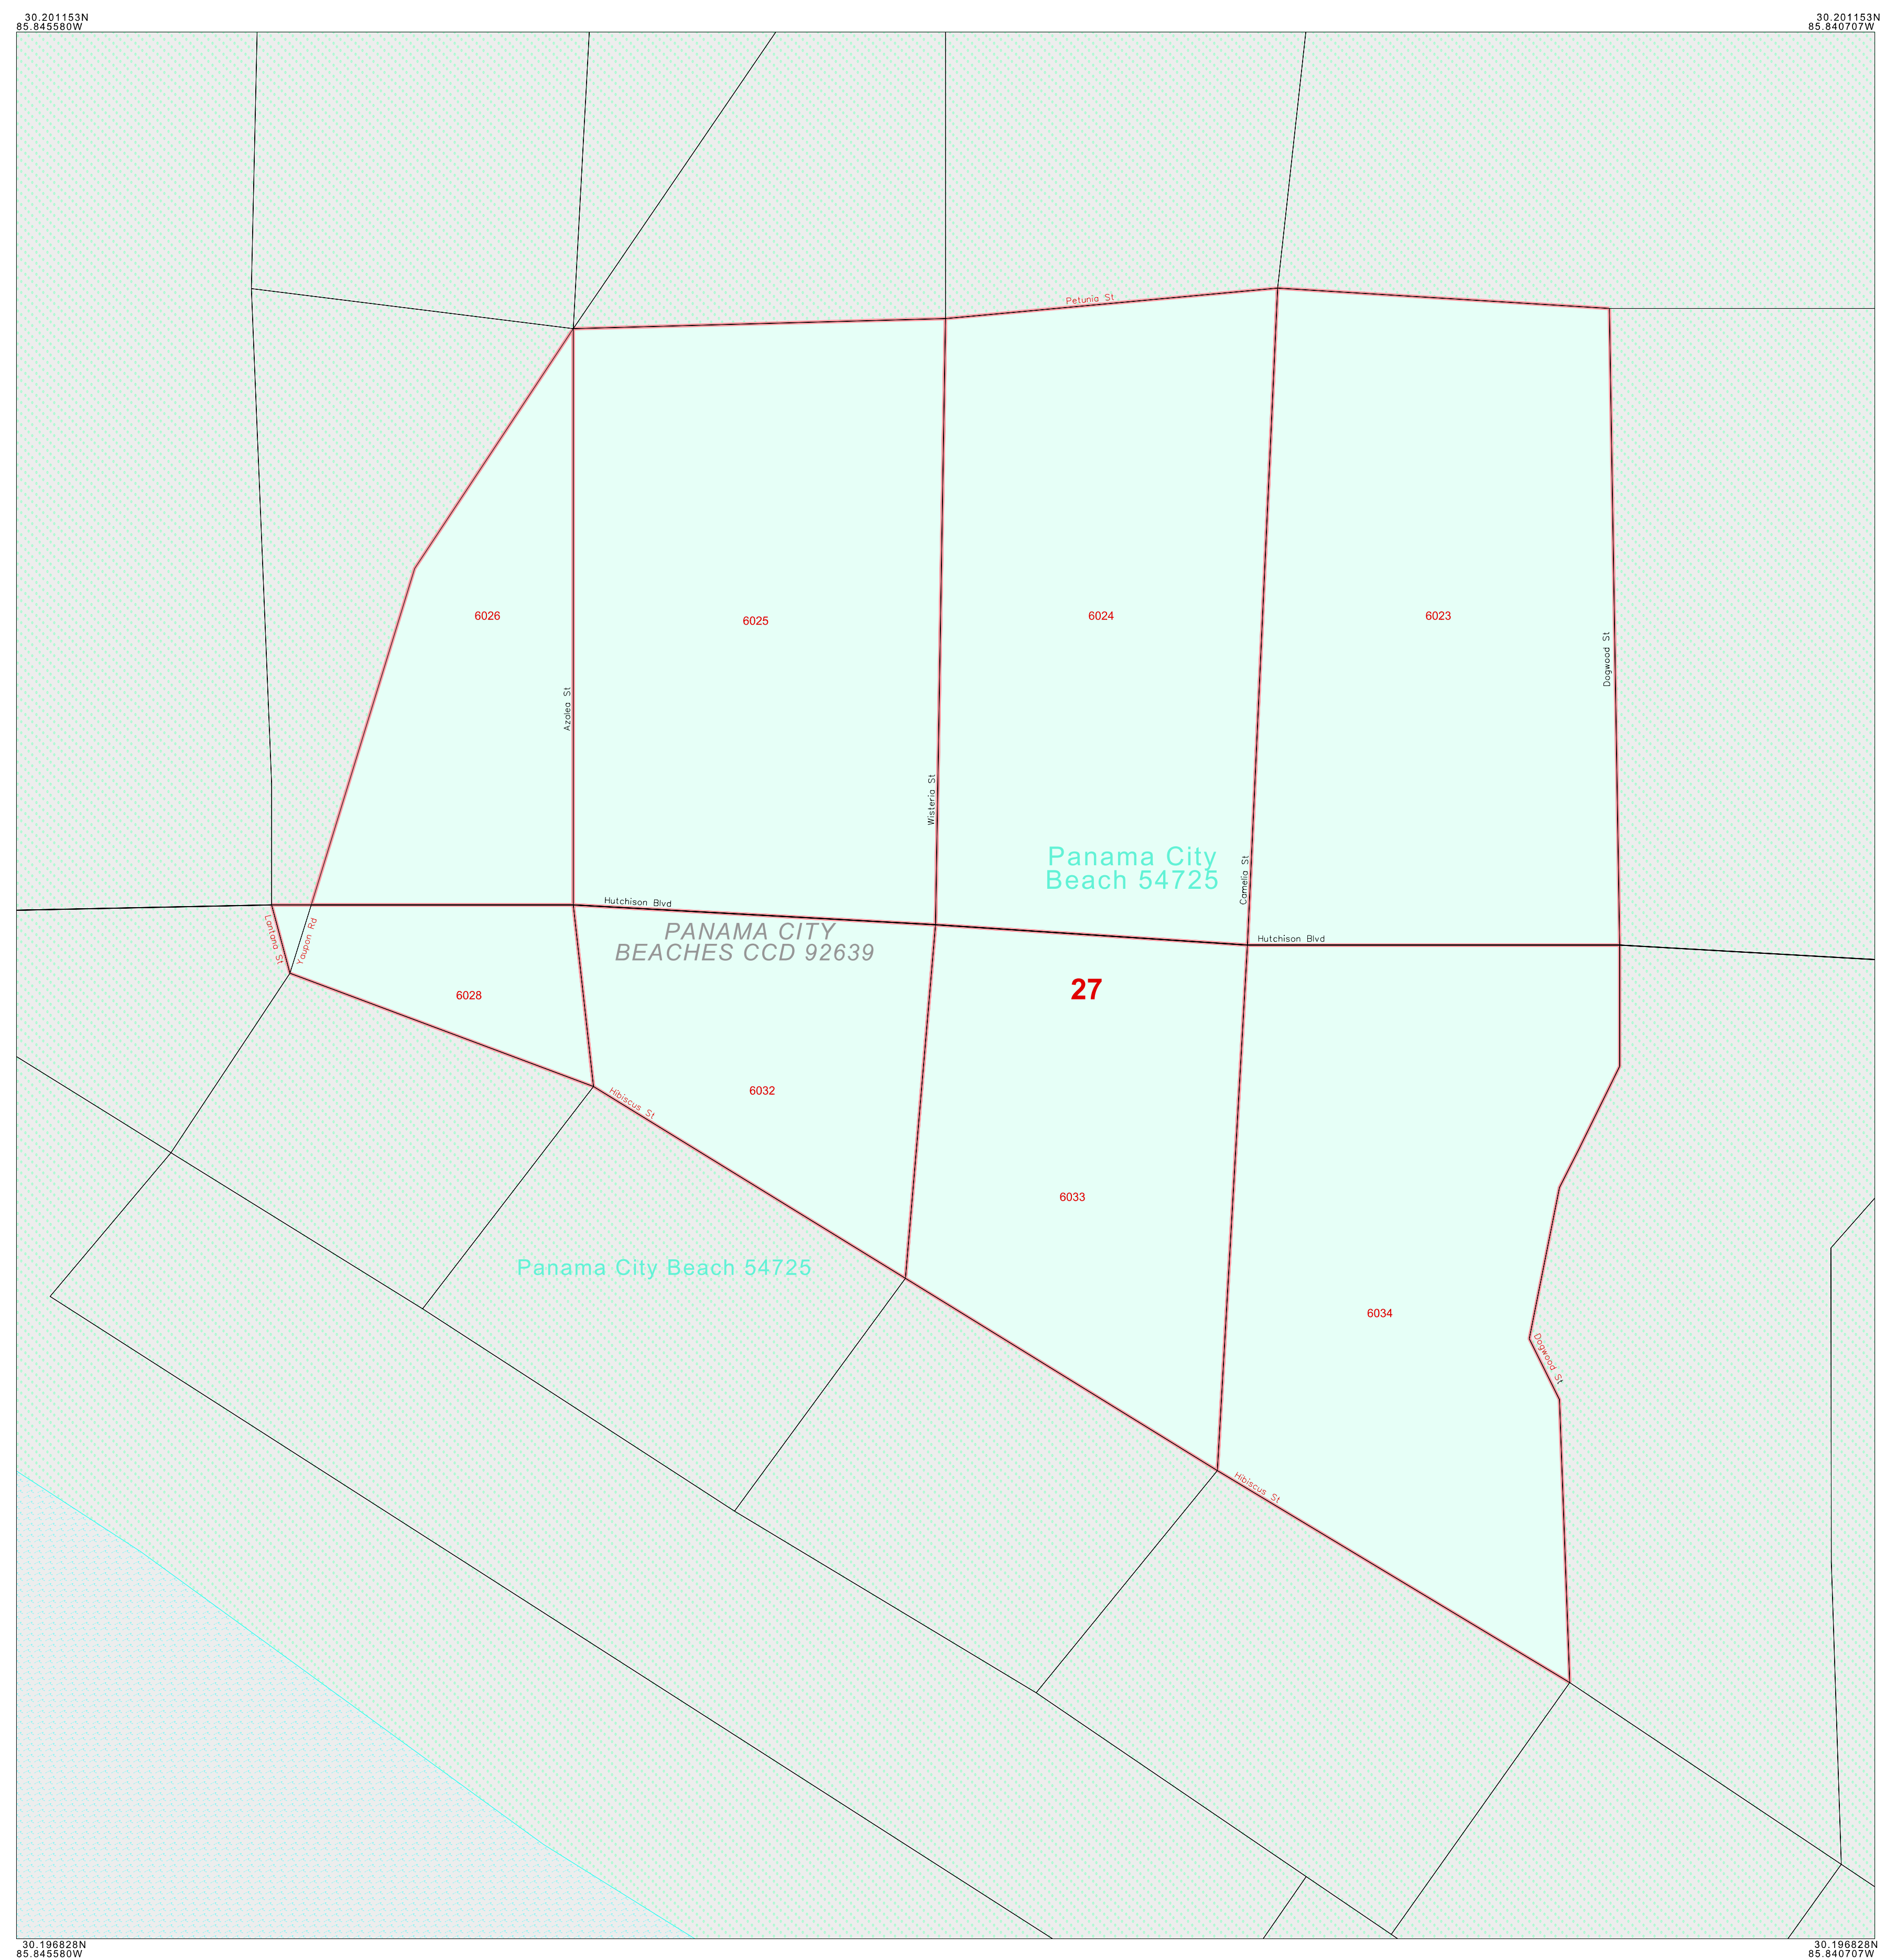 30.201153N
85.845580W
30.201153N
85.840707W
Petunia St
6026
6025
6024
6023
Dogwood St
Azalea St
Wisteria St
Panama City
Beach 54725
Camelia St
Hutchison Blvd
Lantana St
Yaupon Rd
PANAMA CITY
BEACHES CCD 92639
Hutchison Blvd
27
6028
6032
Hibiscus St
6033
Panama City Beach 54725
6034
Dogwood St
Hibiscus St
30.196828N
85.845580W
30.196828N
85.840707W